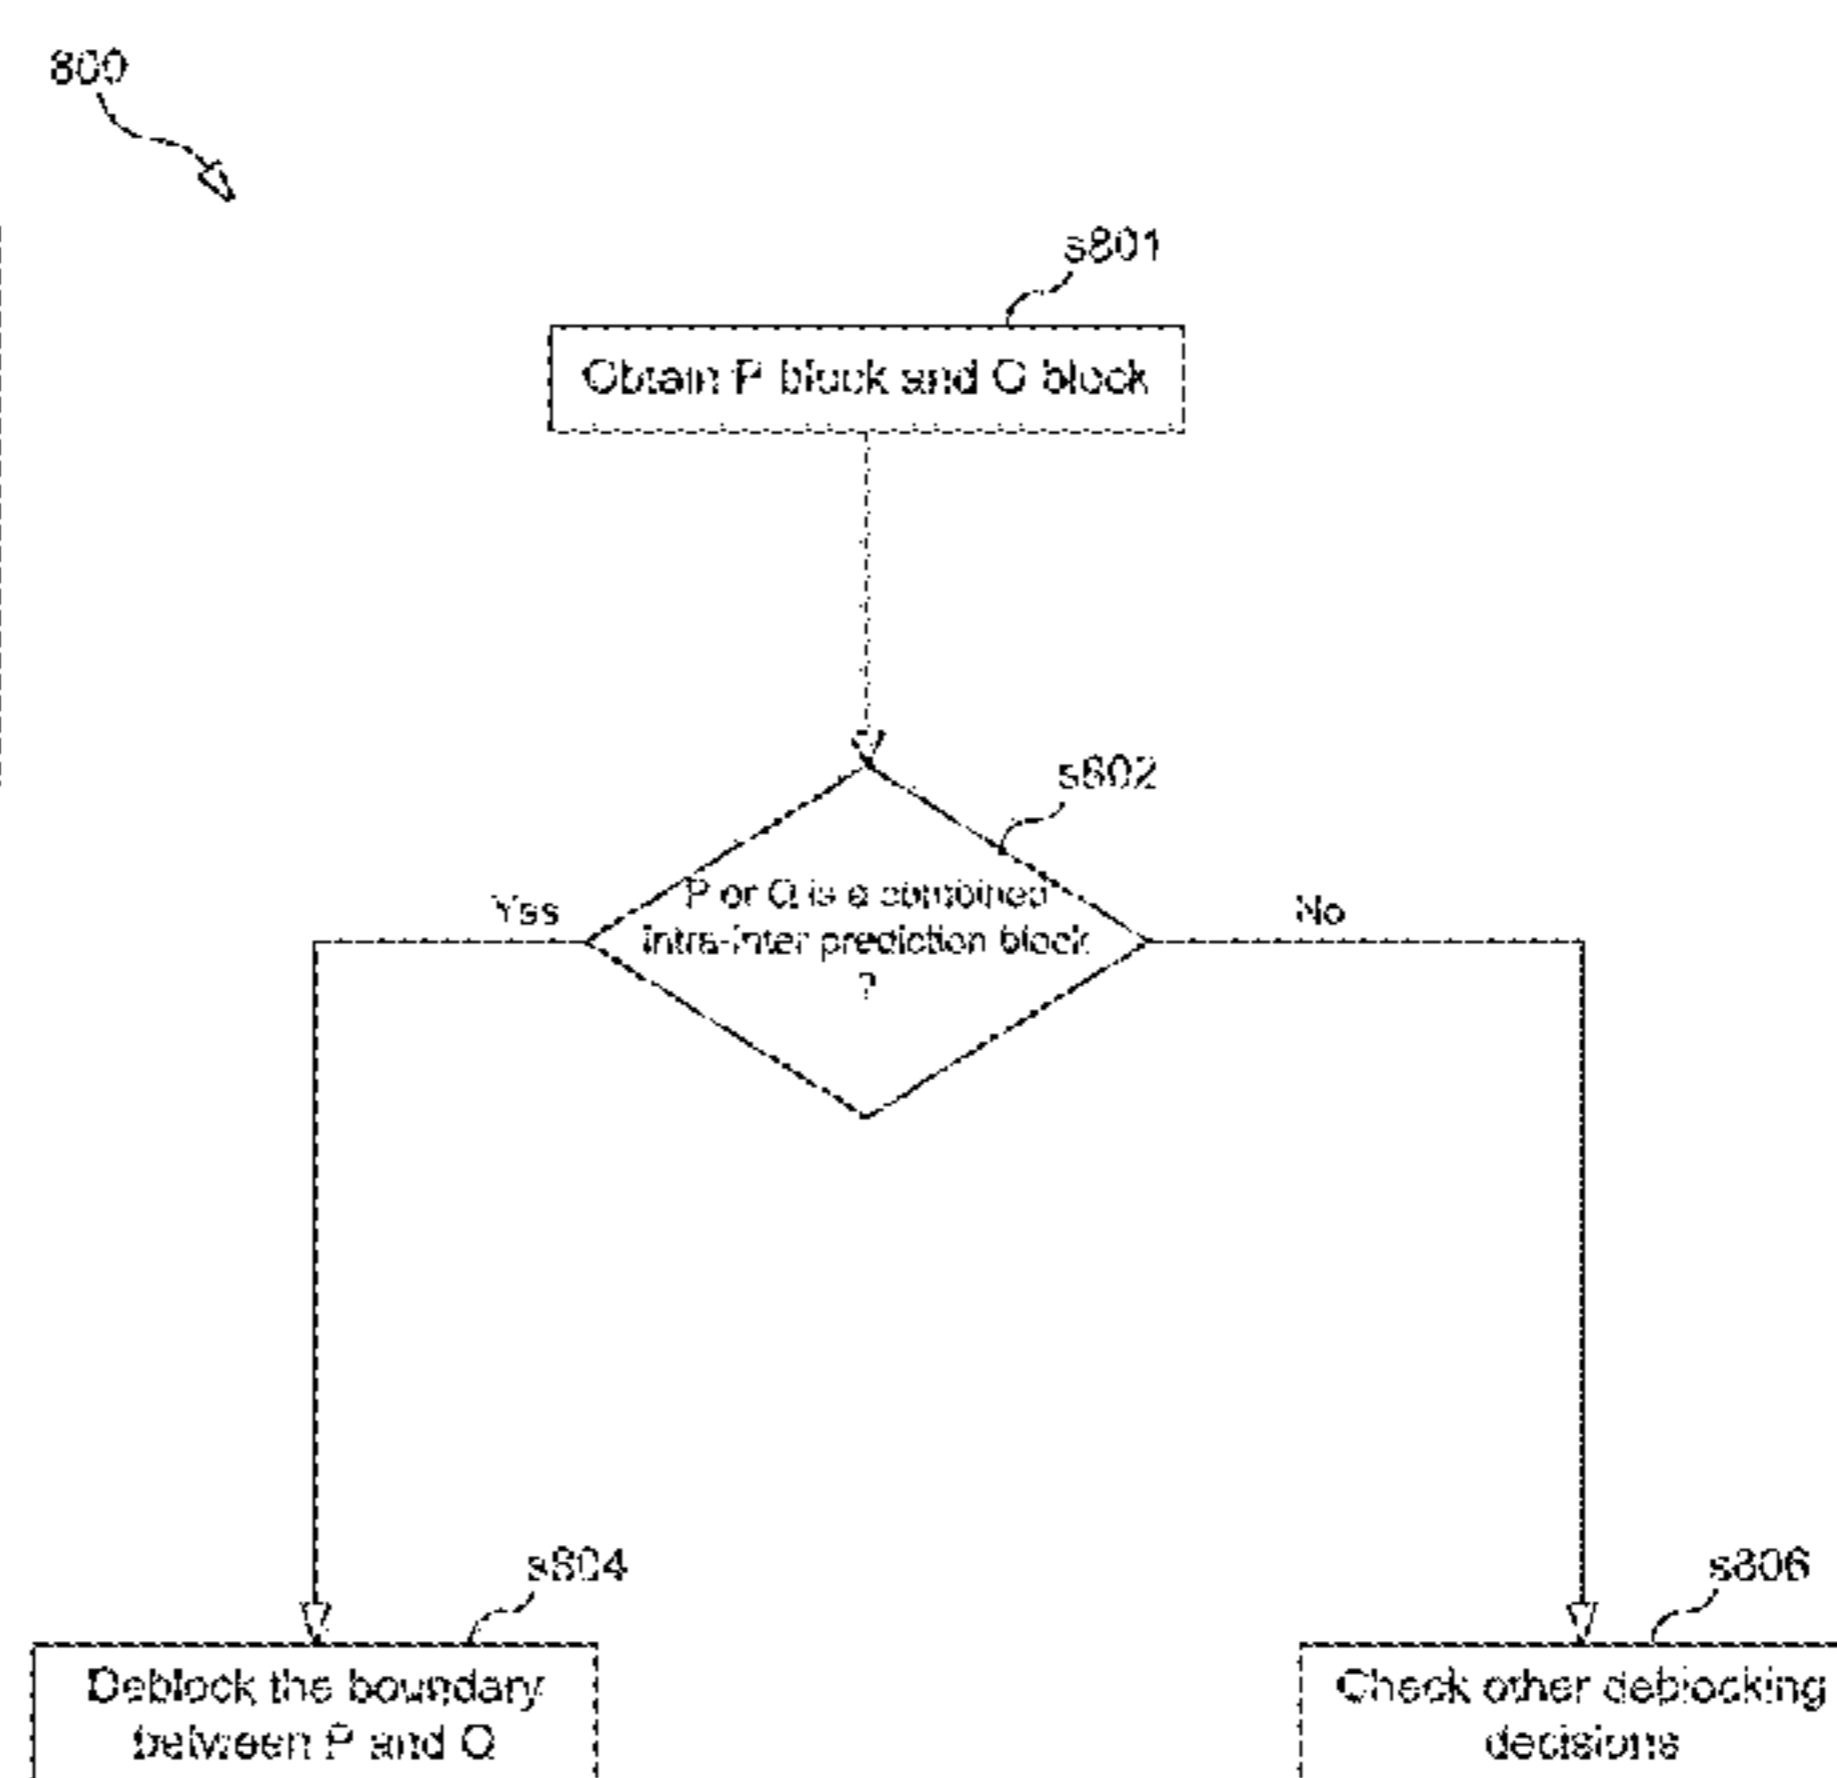 800
s801
Obtain P block and Q block
s802
P or Q is a combined
intra-inter prediction block
?
Yes
No
s804
Deblock the boundary
between P and Q
s806
Check other deblocking
decisions